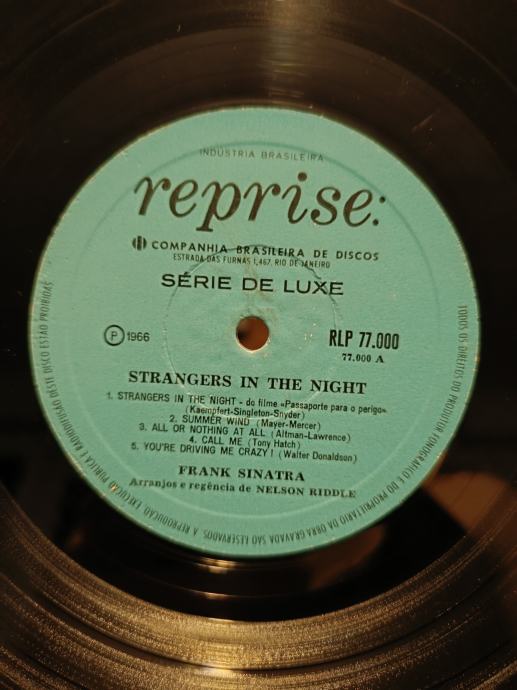 INDÚSTRIA BRASILEIRA
reprise:
COMPANHIA BRASILEIRA DE DISCOS
ESTRADA DAS FURNAS 1.467, RIO DE JANEIRO
SÉRIE DE LUXE
Ⓟ 1966
RLP 77.000
77.000 A
STRANGERS IN THE NIGHT
1. STRANGERS IN THE NIGHT - do filme «Passaporte para o perigo»
(Kaempfert-Singleton-Snyder)
2. SUMMER WIND (Mayer-Mercer)
3. ALL OR NOTHING AT ALL (Altman-Lawrence)
4. CALL ME (Tony Hatch)
5. YOU'RE DRIVING ME CRAZY! (Walter Donaldson)
FRANK SINATRA
Arranjos e regência de NELSON RIDDLE
TODOS OS DIREITOS DO PRODUTOR FONOGRÁFICO E DO PROPRIETÁRIO DA OBRA GRAVADA SÃO RESERVADOS. A REPRODUÇÃO, EXECUÇÃO PÚBLICA E RADIODIFUSÃO DÊSTE DISCO ESTÃO PROIBIDAS